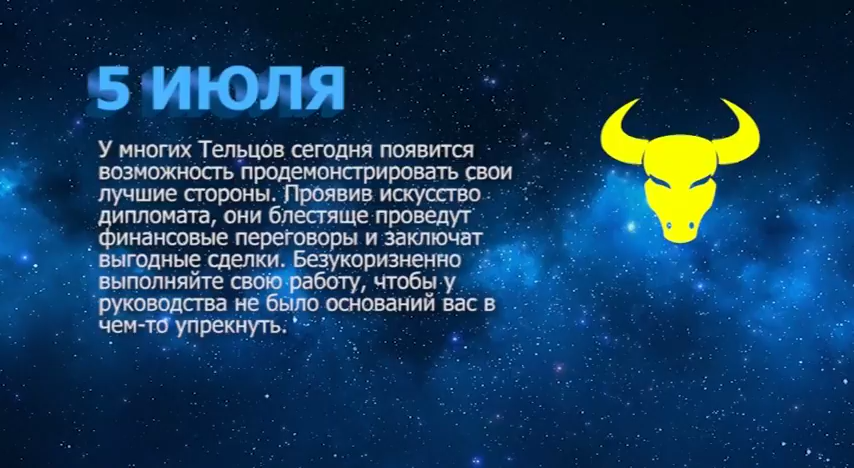 5 ИЮЛЯ
У многих Тельцов сегодня появится
возможность продемонстрировать свои
лучшие стороны. Проявив искусство
дипломата, они блестяще проведут
финансовые переговоры и заключат
выгодные сделки. Безукоризненно
выполняйте свою работу, чтобы у
руководства не было оснований вас в
чем-то упрекнуть.